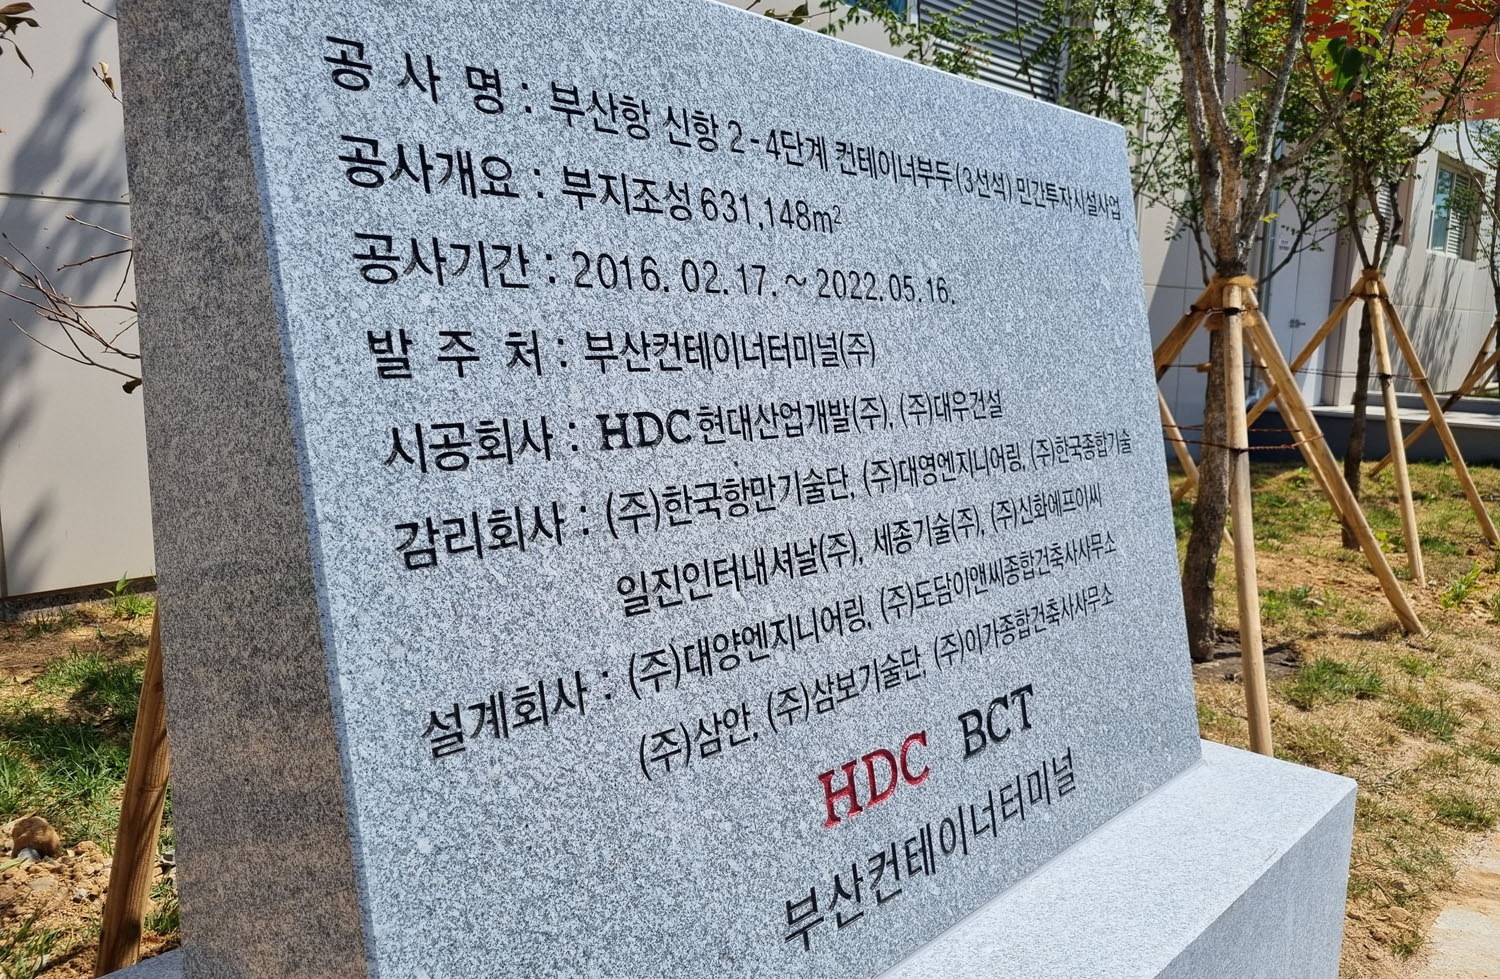 공 사 명 : 부산항 신항 2-4단계 컨테이너부두(3선석) 민간투자시설사업
공사개요 : 부지조성 631,148m²
공사기간 : 2016. 02. 17. ~ 2022. 05. 16.
발 주 처 : 부산컨테이너터미널(주)
시공회사 : HDC현대산업개발(주), (주)대우건설
감리회사 : (주)한국항만기술단, (주)대영엔지니어링, (주)한국종합기술
일진인터내셔날(주), 세종기술(주), (주)신화에프이씨
설계회사 : (주)대양엔지니어링, (주)도담이앤씨종합건축사사무소
(주)삼안, (주)삼보기술단, (주)이가종합건축사사무소
HDC BCT
부산컨테이너터미널